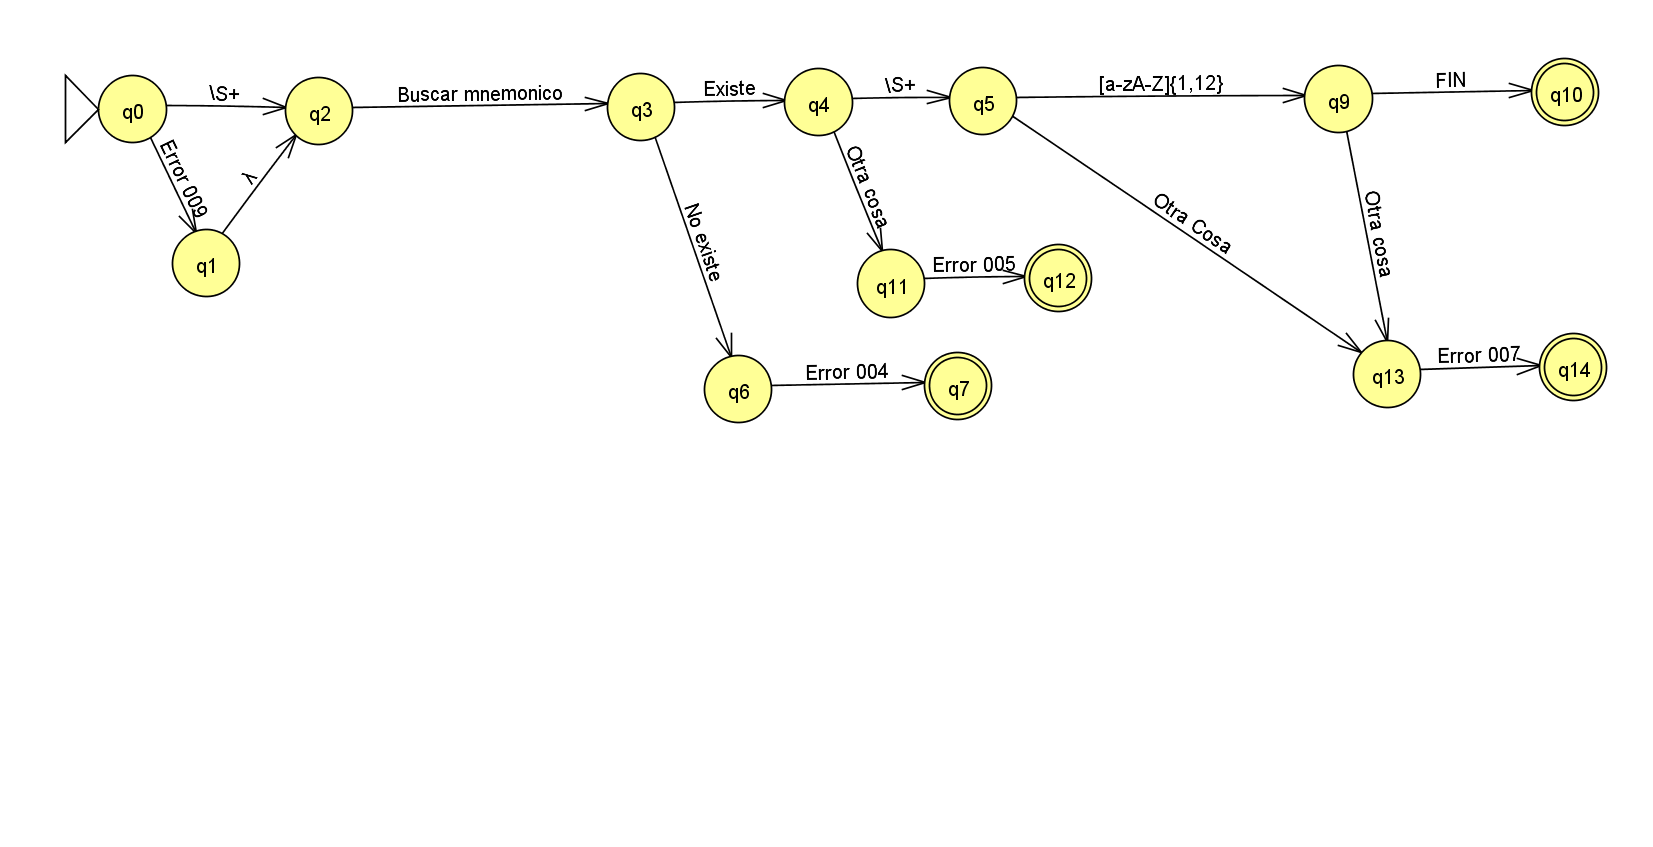 q0
\S+
q2
Buscar mnemonico
q3
Existe
q4
\S+
q5
[a-zA-Z]{1,12}
q9
FIN
q10
Error 009
λ
q1
No existe
Otra cosa
Otra Cosa
Otra cosa
q11
Error 005
q12
q6
Error 004
q7
q13
Error 007
q14